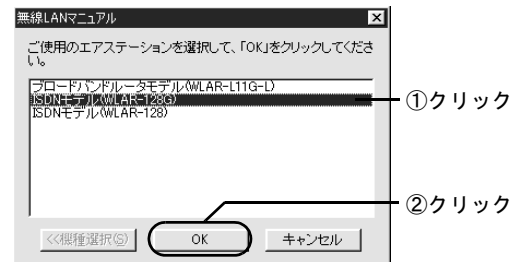 無線LANマニュアル
ご使用のエアステーションを選択して、「OK」をクリックしてくださ
い。
ブロードバンドルータモデル(WLAR-L11G-L)
ISDNモデル(WLAR-128G)
ISDNモデル(WLAR-128)
①クリック
②クリック
<<機種選択(S)
OK
キャンセル